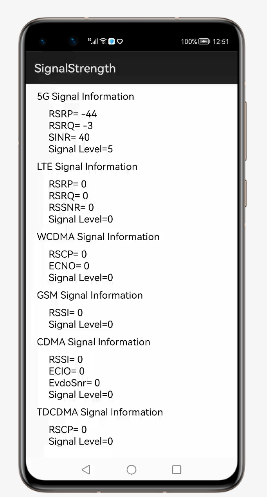 100% 12:51
SignalStrength
5G Signal Information
RSRP= -44
RSRQ= -3
SINR= 40
Signal Level=5
LTE Signal Information
RSRP= 0
RSRQ= 0
RSSNR= 0
Signal Level=0
WCDMA Signal Information
RSCP= 0
ECNO= 0
Signal Level=0
GSM Signal Information
RSSI= 0
Signal Level=0
CDMA Signal Information
RSSI= 0
ECIO= 0
EvdoSnr= 0
Signal Level=0
TDCDMA Signal Information
RSCP= 0
Signal Level=0